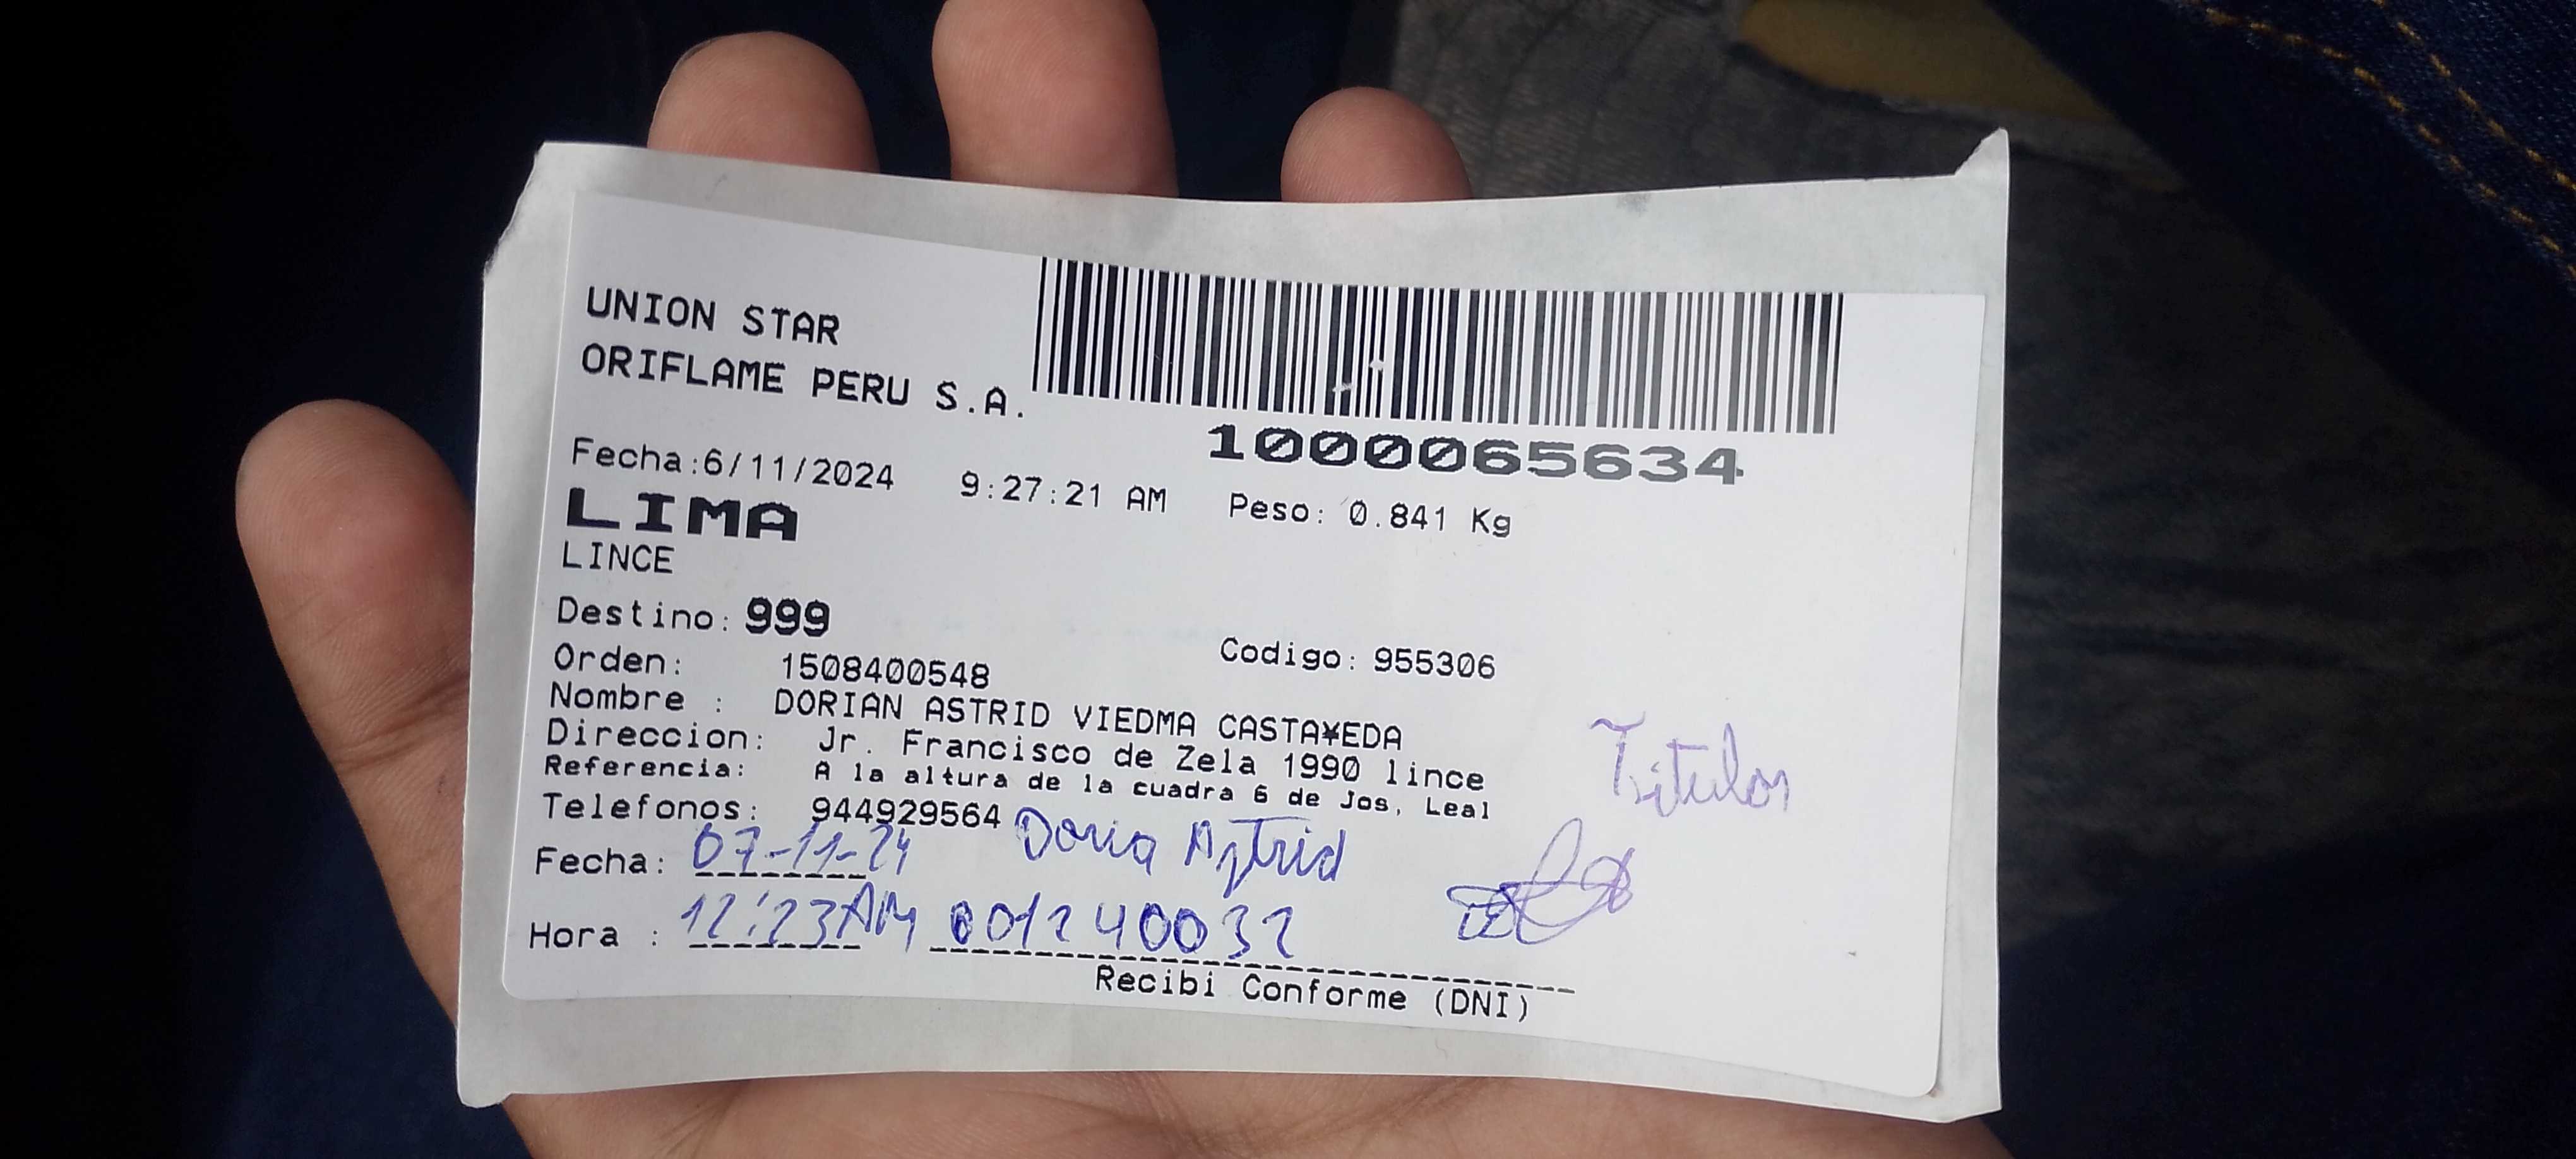 UNION STAR
ORIFLAME PERU S.A.
1000065634
Fecha:6/11/2024 9:27:21 AM Peso: 0.841 Kg
LIMA
LINCE
Destino: 999
Orden: 1508400548 Codigo: 955306
Nombre : DORIAN ASTRID VIEDMA CASTA¥EDA
Direccion: Jr. Francisco de Zela 1990 lince
Referencia: A la altura de la cuadra 6 de Jos, Leal
Telefonos: 944929564
Titulor
Fecha: 07-11-24 Doria Astrid
Hora : 12:23AM 001240032
Recibi Conforme (DNI)